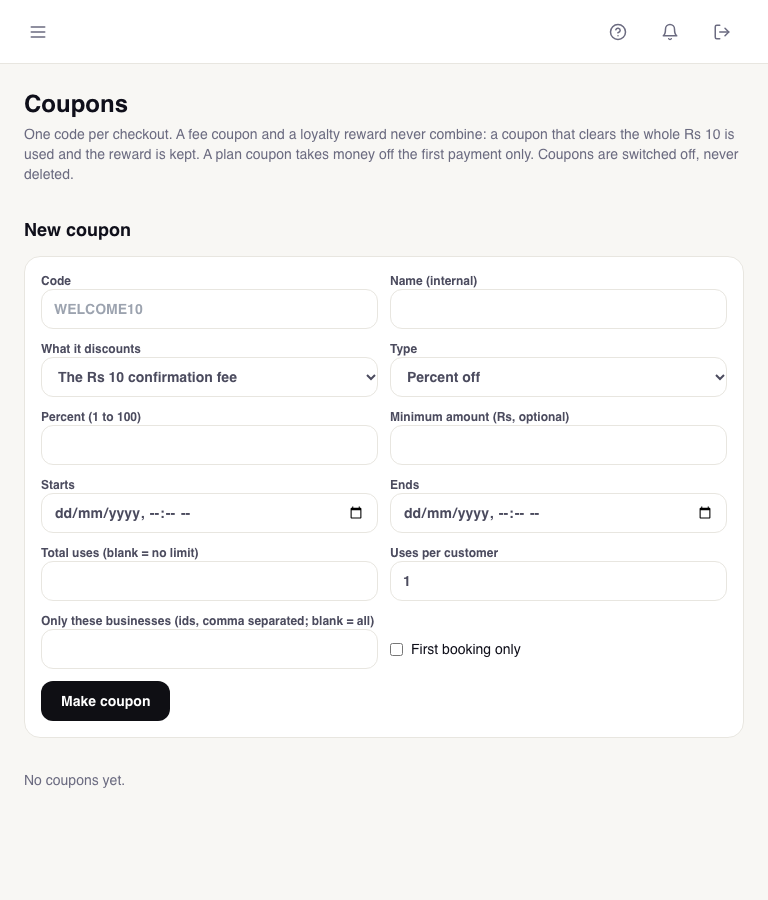 Coupons
One code per checkout. A fee coupon and a loyalty reward never combine: a coupon that clears the whole Rs 10 is
used and the reward is kept. A plan coupon takes money off the first payment only. Coupons are switched off, never
deleted.
New coupon
Code
Name (internal)
WELCOME10
What it discounts
Type
The Rs 10 confirmation fee
Percent off
Percent (1 to 100)
Minimum amount (Rs, optional)
Starts
Ends
dd/mm/yyyy, --:-- --
dd/mm/yyyy, --:-- --
Total uses (blank = no limit)
Uses per customer
1
Only these businesses (ids, comma separated; blank = all)
First booking only
Make coupon
No coupons yet.